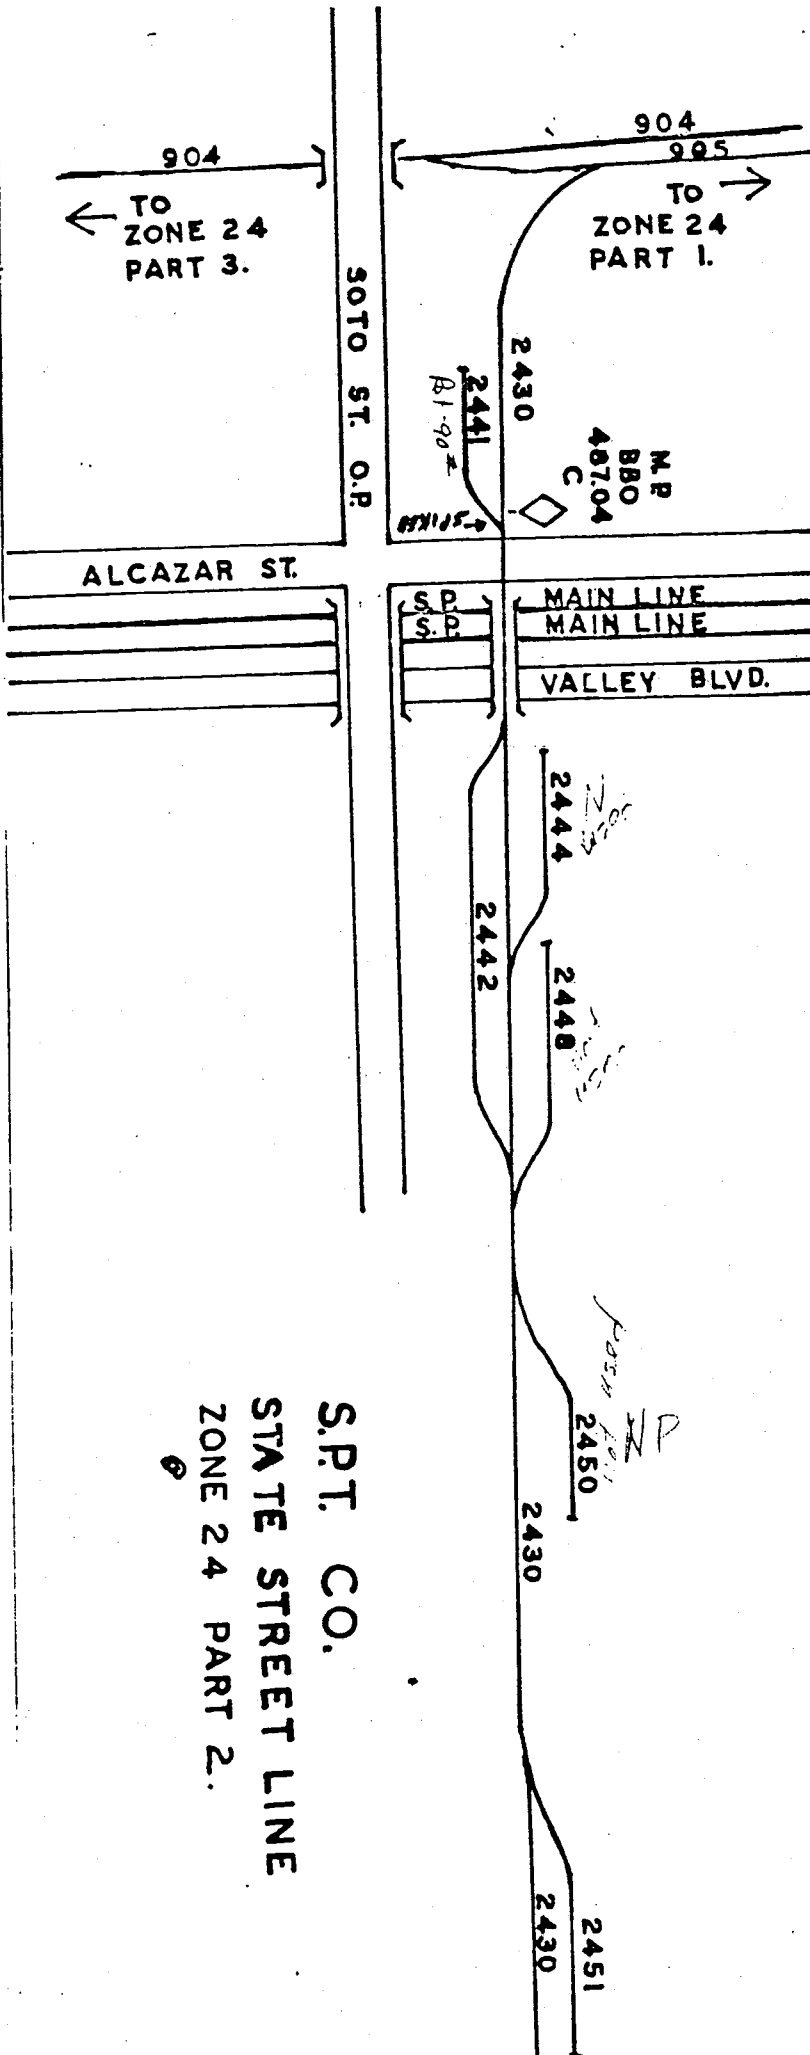 904
905
904
TO
ZONE 24
PART 3.
TO
ZONE 24
PART 1.
SOTO ST. O.P.
2430
2441
M.P.
BBO
487.04
C
SPIKED
ALCAZAR ST.
S.P. MAIN LINE
S.P. MAIN LINE
VALLEY BLVD.
2444
2442
2448
2450
NP
2430
S.P.T. CO.
STATE STREET LINE
ZONE 24 PART 2.
2430
2451